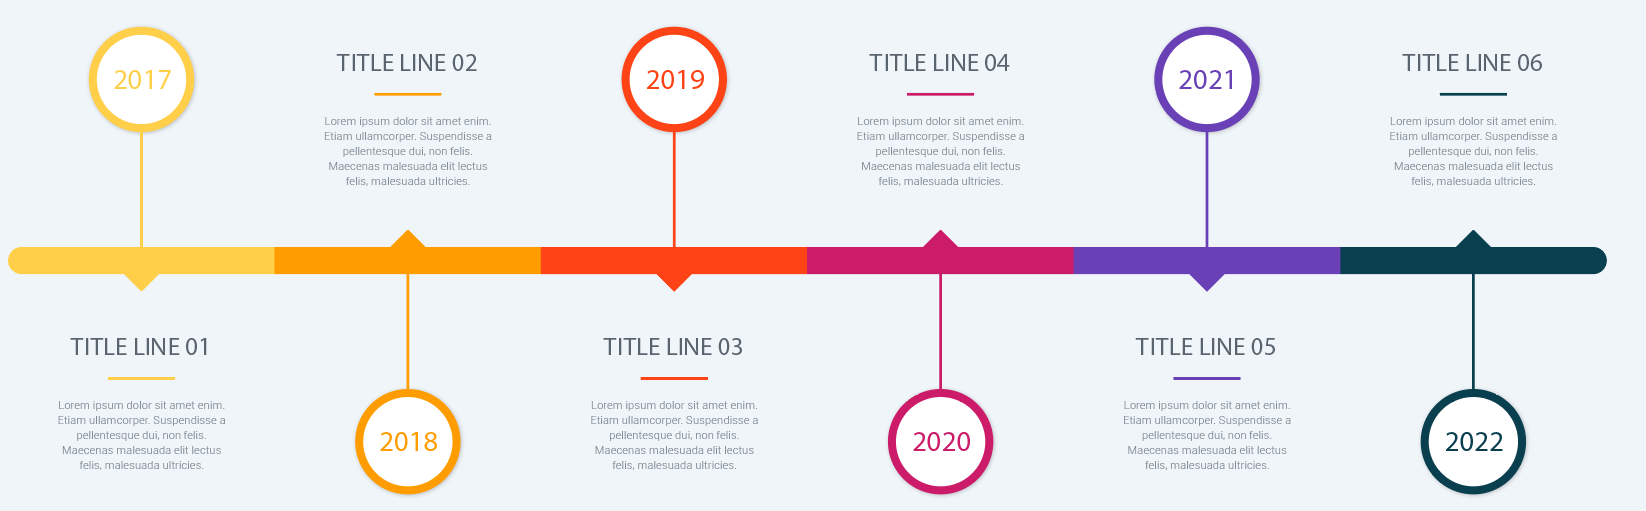 2017
TITLE LINE 01
Lorem ipsum dolor sit amet enim.
Etiam ullamcorper. Suspendisse a
pellentesque dui, non felis.
Maecenas malesuada elit lectus
felis, malesuada ultricies.
TITLE LINE 02
Lorem ipsum dolor sit amet enim.
Etiam ullamcorper. Suspendisse a
pellentesque dui, non felis.
Maecenas malesuada elit lectus
felis, malesuada ultricies.
2018
2019
TITLE LINE 03
Lorem ipsum dolor sit amet enim.
Etiam ullamcorper. Suspendisse a
pellentesque dui, non felis.
Maecenas malesuada elit lectus
felis, malesuada ultricies.
TITLE LINE 04
Lorem ipsum dolor sit amet enim.
Etiam ullamcorper. Suspendisse a
pellentesque dui, non felis.
Maecenas malesuada elit lectus
felis, malesuada ultricies.
2020
2021
TITLE LINE 05
Lorem ipsum dolor sit amet enim.
Etiam ullamcorper. Suspendisse a
pellentesque dui, non felis.
Maecenas malesuada elit lectus
felis, malesuada ultricies.
TITLE LINE 06
Lorem ipsum dolor sit amet enim.
Etiam ullamcorper. Suspendisse a
pellentesque dui, non felis.
Maecenas malesuada elit lectus
felis, malesuada ultricies.
2022